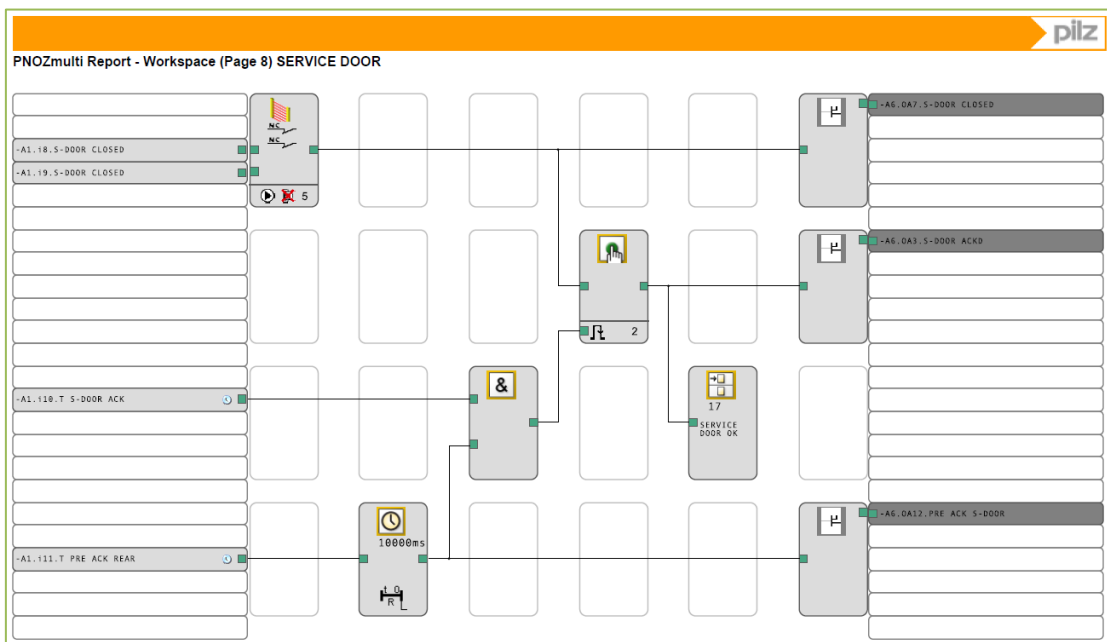 pilz
PNOZmulti Report - Workspace (Page 8) SERVICE DOOR
-A6.OA7.S-DOOR CLOSED
NC
NC
-A1.i8.S-DOOR CLOSED
-A1.i9.S-DOOR CLOSED
5
-A6.OA3.S-DOOR ACKD
2
&
-A1.i10.T S-DOOR ACK
17
SERVICE
DOOR OK
-A6.OA12.PRE ACK S-DOOR
10000ms
-A1.i11.T PRE ACK REAR
t 0
R